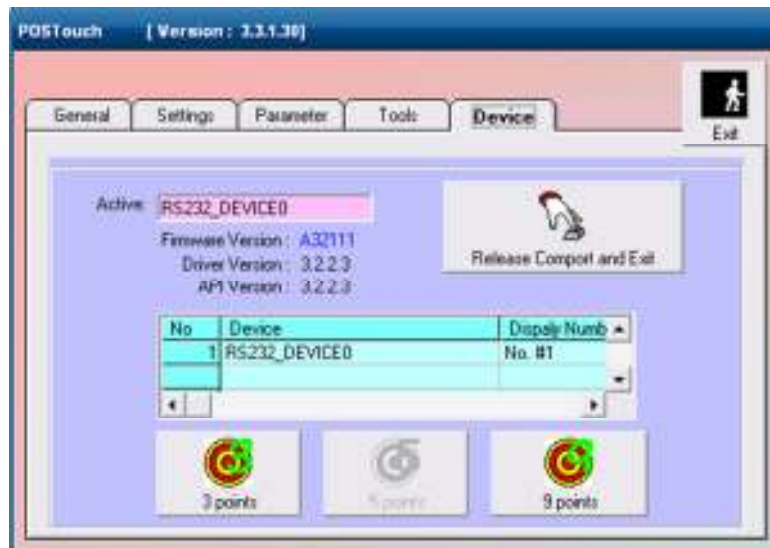 POSTouch [ Version : 3.3.1.30]
General Settings Parameter Tools Device
Exit
Active RS232_DEVICE0
Firmware Version : A32111
Driver Version : 3.2.2.3
API Version : 3.2.2.3
Release Comport and Exit
No Device Dispaly Numb
1 RS232_DEVICE0 No. #1
3 points points 9 points